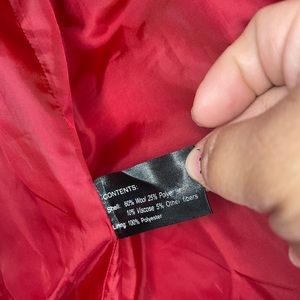 CONTENTS:
Shell: 60% Wool 25% Polyester
10% Viscose 5% Other fibers
Lining: 100% Polyester